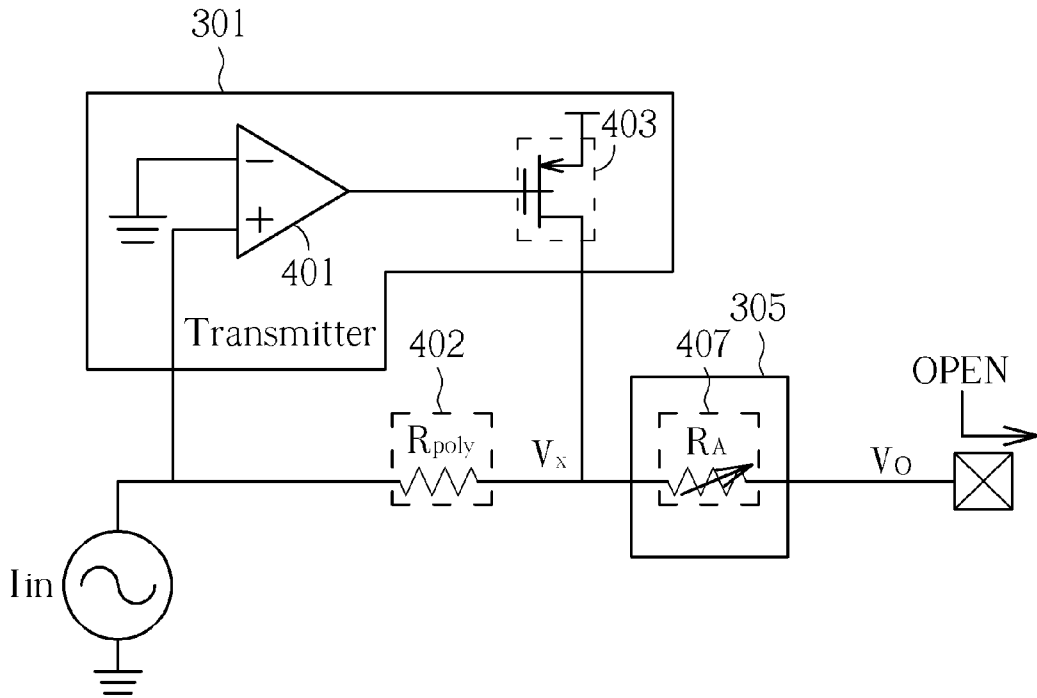 301
403
−
+
401
Transmitter
305
402
407
OPEN
Rpoly
Vx
RA
VO
Iin